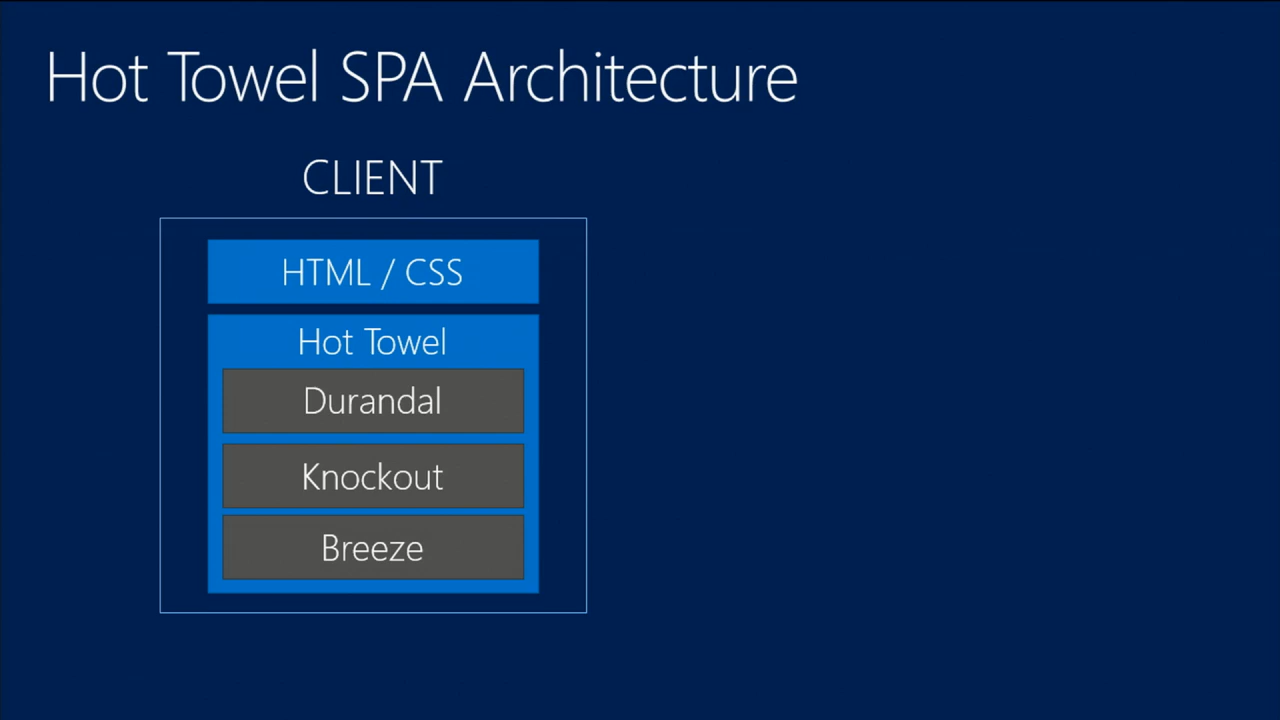 Hot Towel SPA Architecture
CLIENT
HTML / CSS
Hot Towel
Durandal
Knockout
Breeze